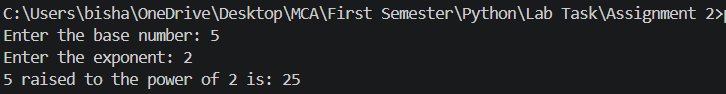 C:\Users\bisha\OneDrive\Desktop\MCA\First Semester\Python\Lab Task\Assignment 2>
Enter the base number: 5
Enter the exponent: 2
5 raised to the power of 2 is: 25